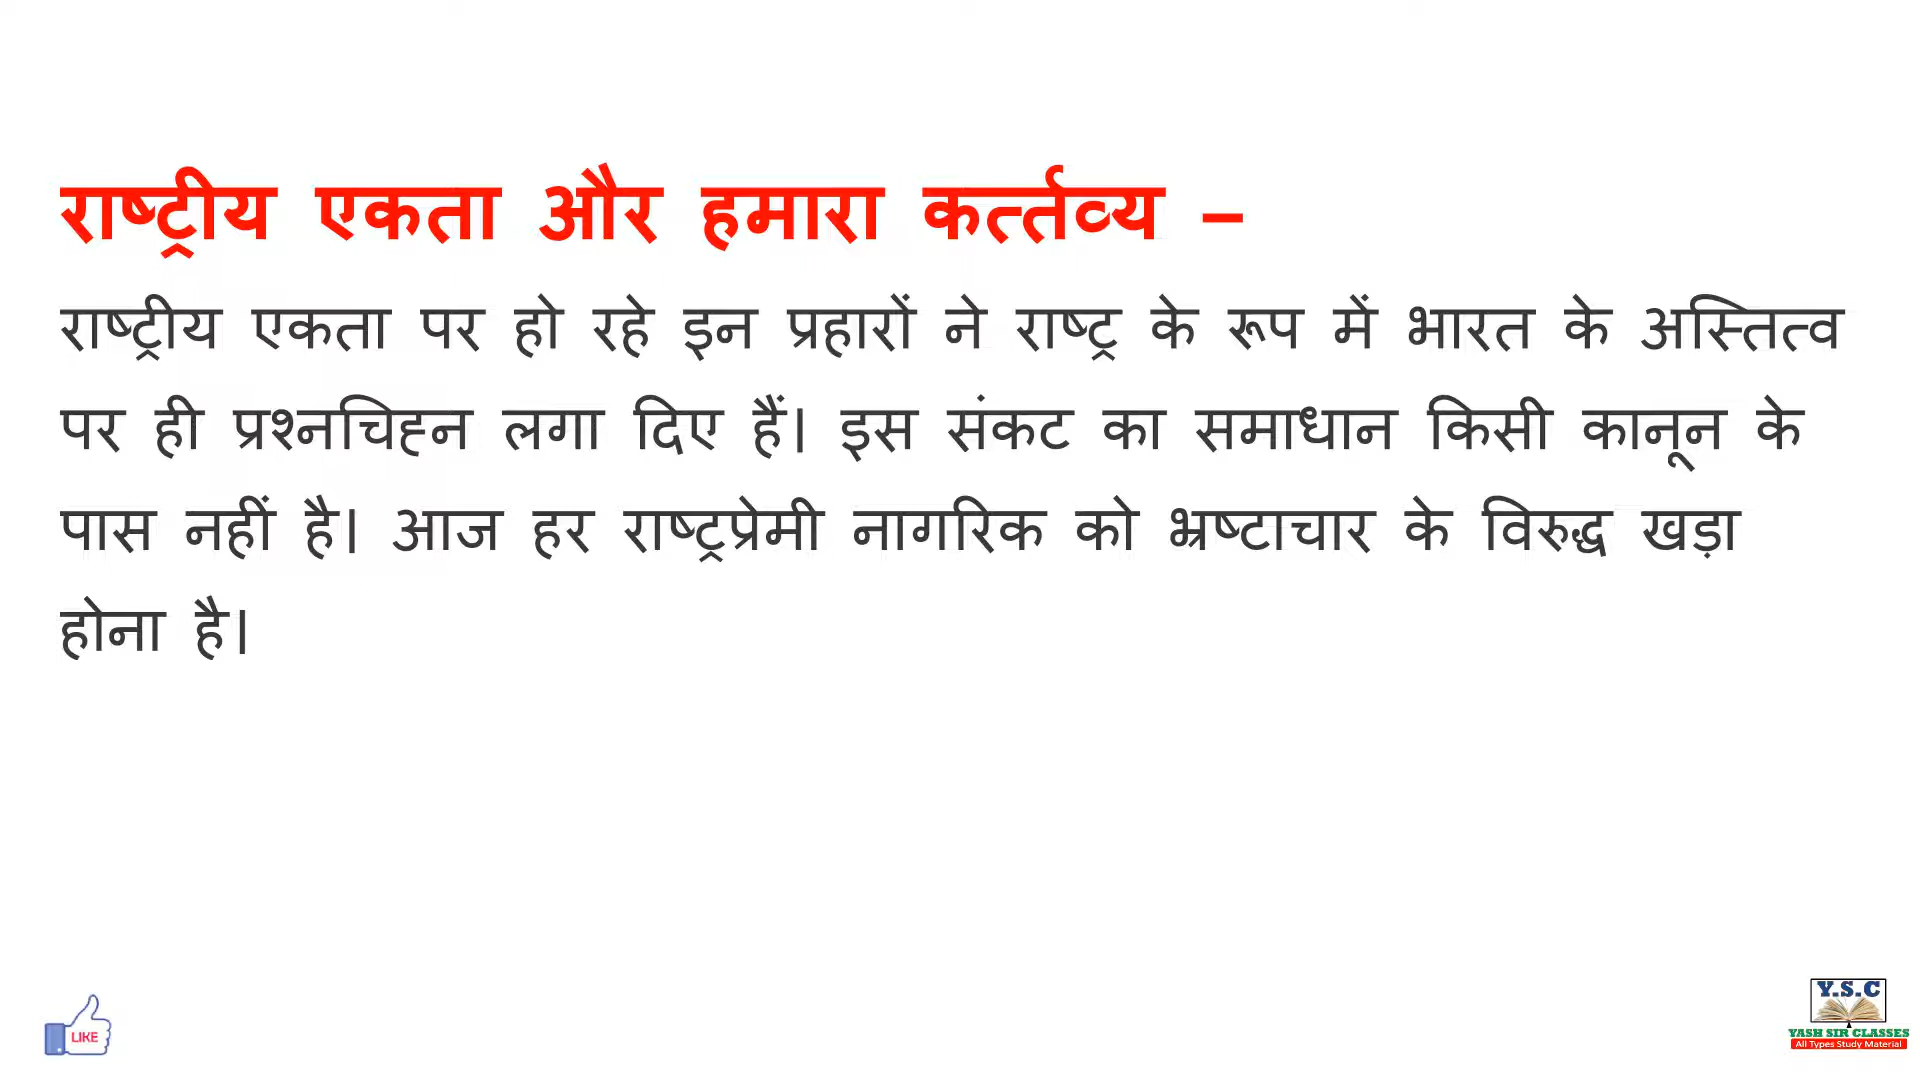 राष्ट्रीय एकता और हमारा कर्त्तव्य –
राष्ट्रीय एकता पर हो रहे इन प्रहारों ने राष्ट्र के रूप में भारत के अस्तित्व
पर ही प्रश्नचिह्न लगा दिए हैं। इस संकट का समाधान किसी कानून के
पास नहीं है। आज हर राष्ट्रप्रेमी नागरिक को भ्रष्टाचार के विरुद्ध खड़ा
होना है।
LIKE
Y.S.C
YASH SIR CLASSES
All Types Study Material